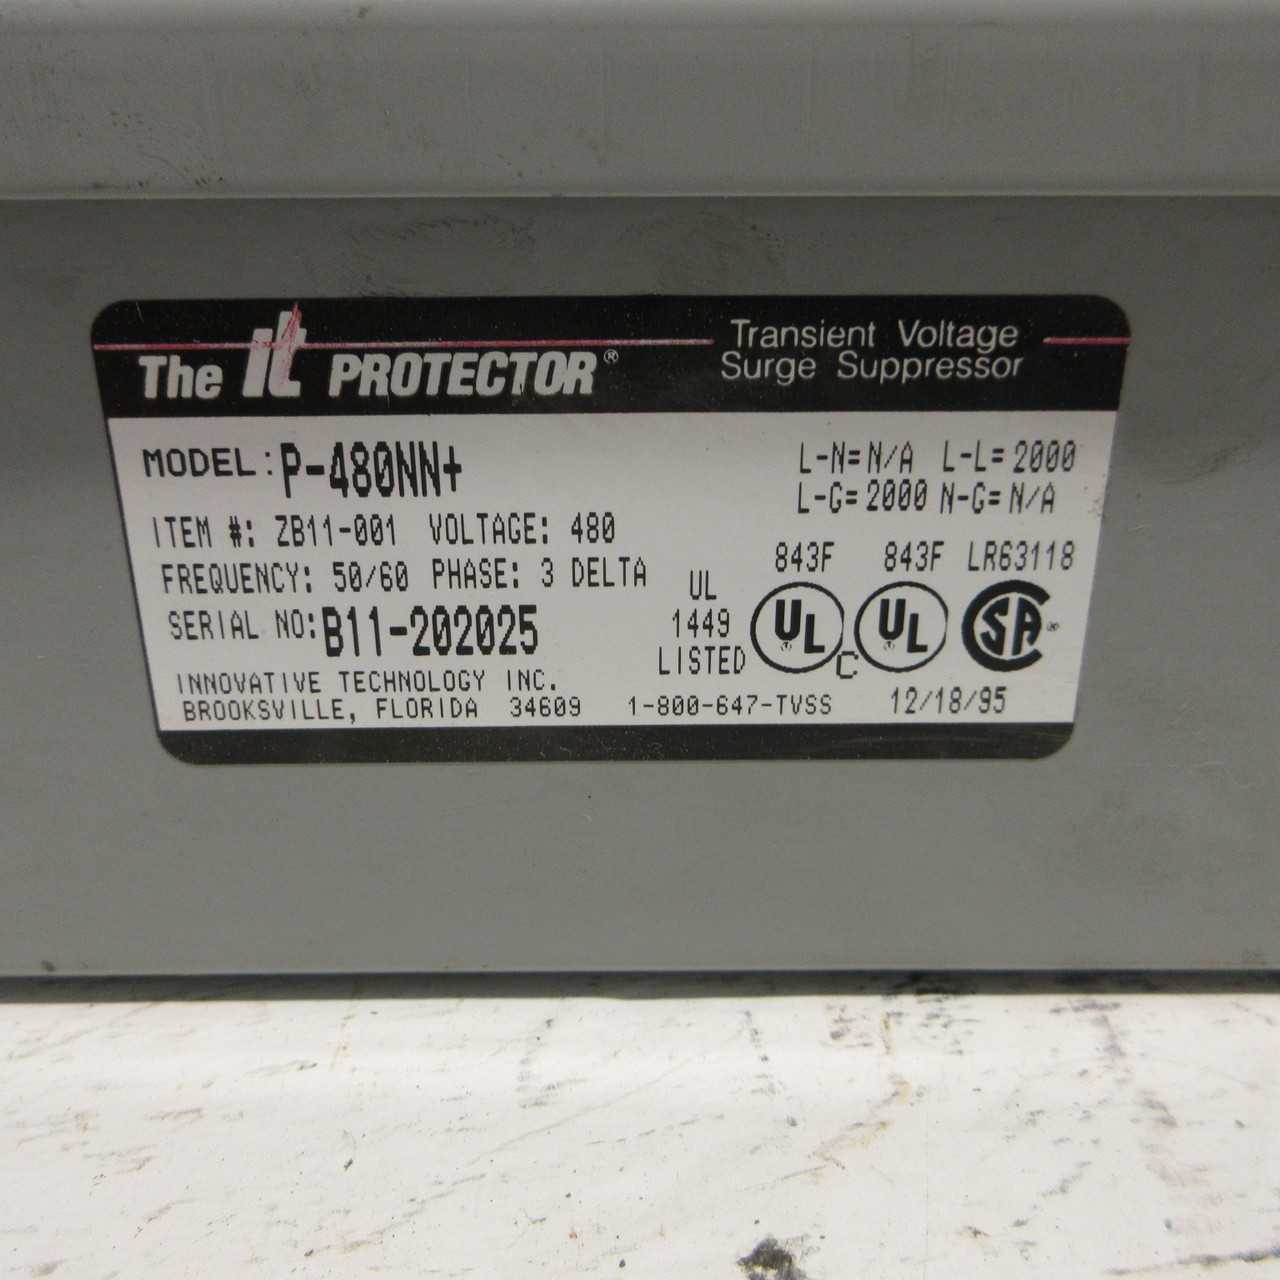 The it PROTECTOR®
Transient Voltage
Surge Suppressor
MODEL: P-480NN+
L-N=N/A L-L=2000
L-G=2000 N-G=N/A
ITEM #: ZB11-001 VOLTAGE: 480
FREQUENCY: 50/60 PHASE: 3 DELTA
SERIAL NO: B11-202025
UL
1449
LISTED
843F 843F LR63118
UL C UL SA®
INNOVATIVE TECHNOLOGY INC.
BROOKSVILLE, FLORIDA 34609 1-800-647-TVSS 12/18/95